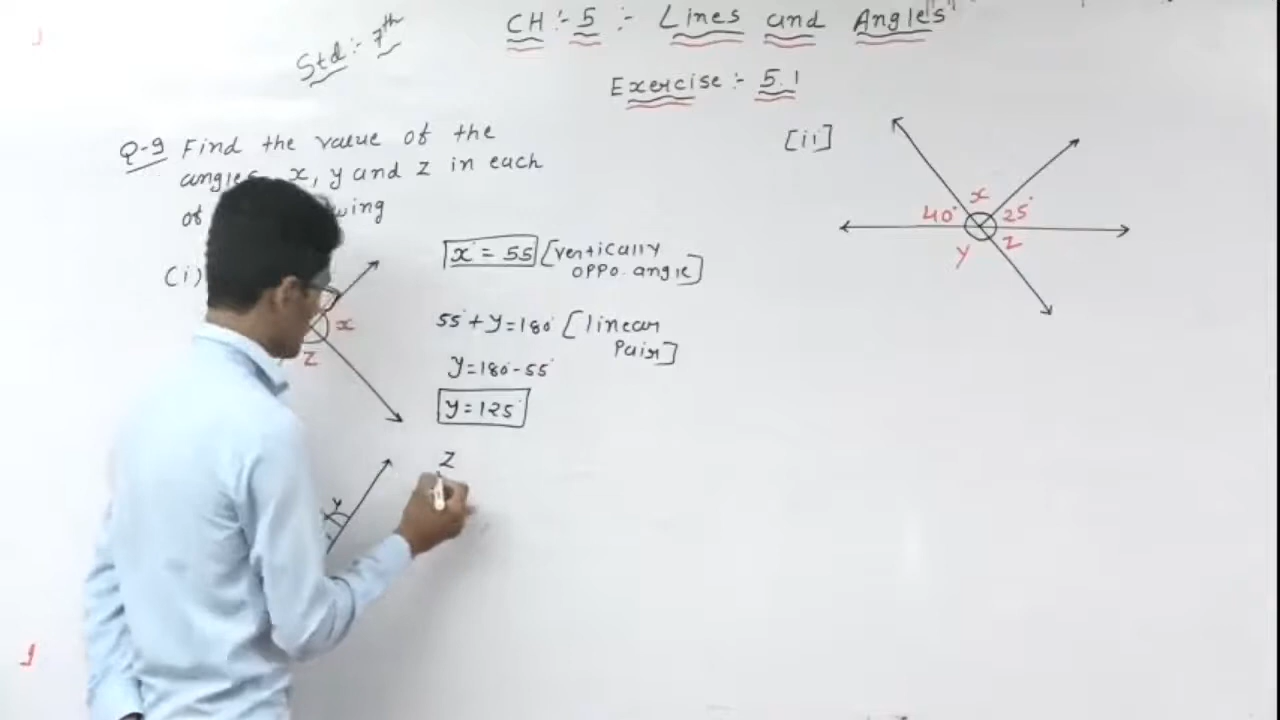 CH:- 5 :- Lines and Angles
Std:- 7th
Exercise:- 5.1
Q-9 Find the value of the
angles x, y and z in each
of wing
(i)
x
z
x = 55° [vertically
oppo. angle]
55° + y = 180° [linear
Pair]
y = 180° - 55°
y = 125°
z
y
[ii]
x
40°
25°
y
z